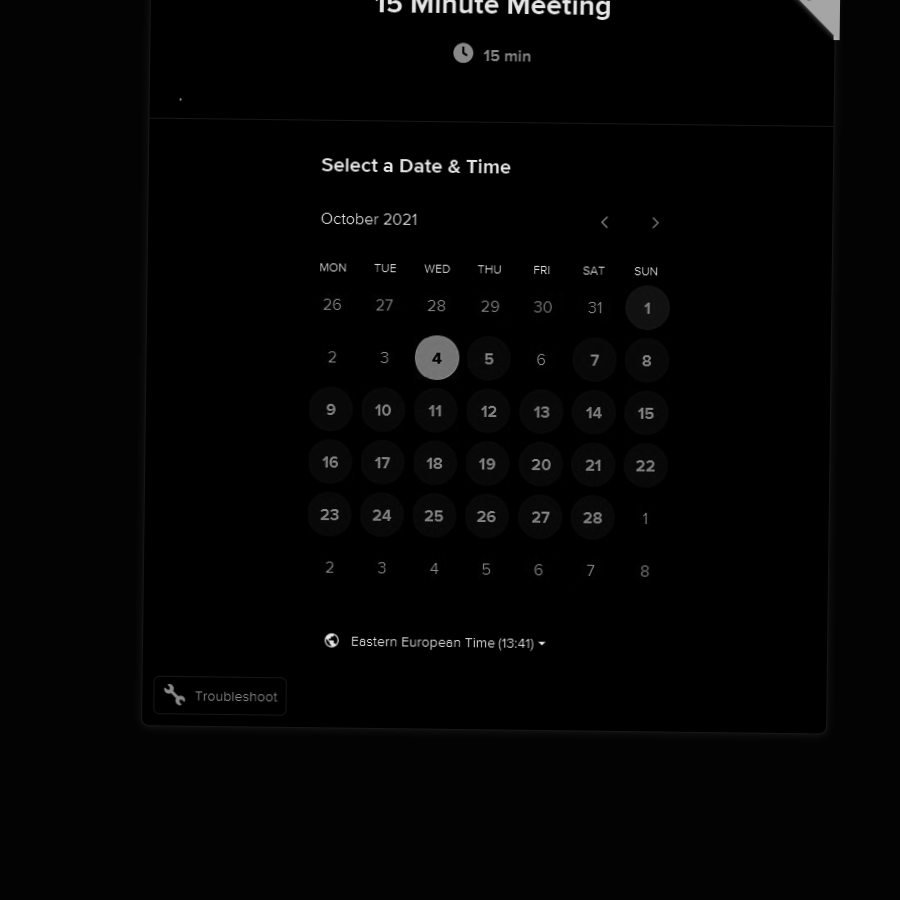 15 Minute Meeting
15 min
.
Select a Date & Time
October 2021
MON TUE WED THU FRI SAT SUN
26 27 28 29 30 31 1
2 3 4 5 6 7 8
9 10 11 12 13 14 15
16 17 18 19 20 21 22
23 24 25 26 27 28 1
2 3 4 5 6 7 8
Eastern European Time (13:41)
Troubleshoot